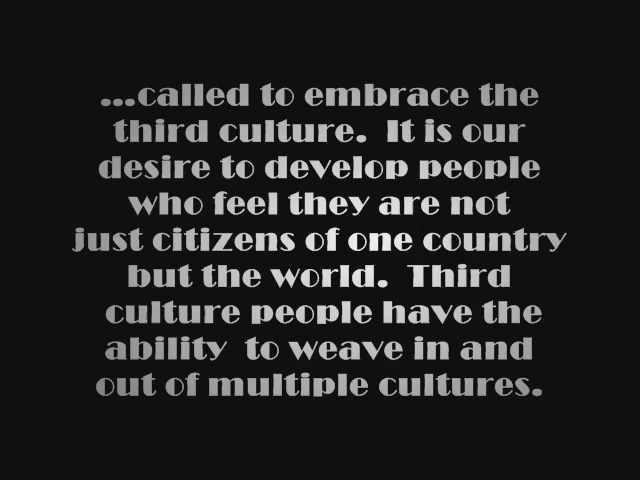 ...called to embrace the
third culture.  It is our
desire to develop people
who feel they are not
just citizens of one country
but the world.  Third
culture people have the
ability  to weave in and
out of multiple cultures.